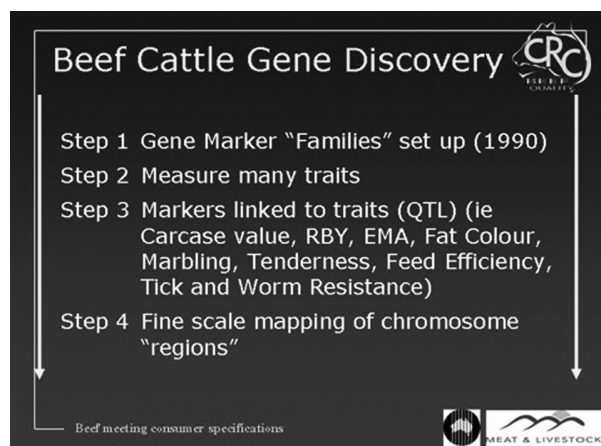 Beef Cattle Gene Discovery
CRC
BEEF
QUALITY
Step 1 Gene Marker “Families” set up (1990)
Step 2 Measure many traits
Step 3 Markers linked to traits (QTL) (ie
Carcase value, RBY, EMA, Fat Colour,
Marbling, Tenderness, Feed Efficiency,
Tick and Worm Resistance)
Step 4 Fine scale mapping of chromosome
“regions”
Beef meeting consumer specifications
MEAT & LIVESTOCK